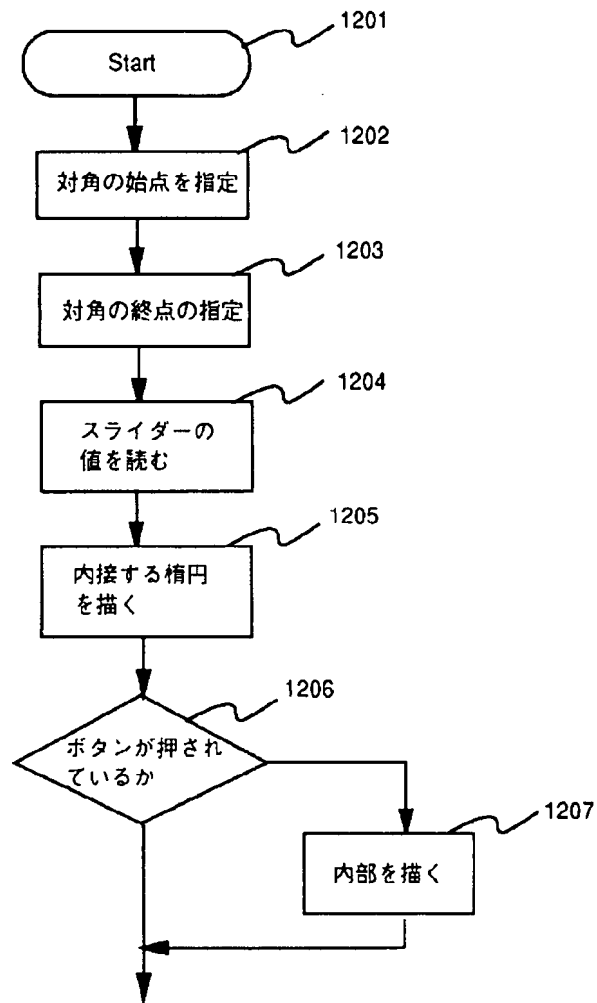 1201
Start
1202
対角の始点を指定
1203
対角の終点の指定
1204
スライダーの
値を読む
1205
内接する楕円
を描く
1206
ボタンが押され
ているか
1207
内部を描く